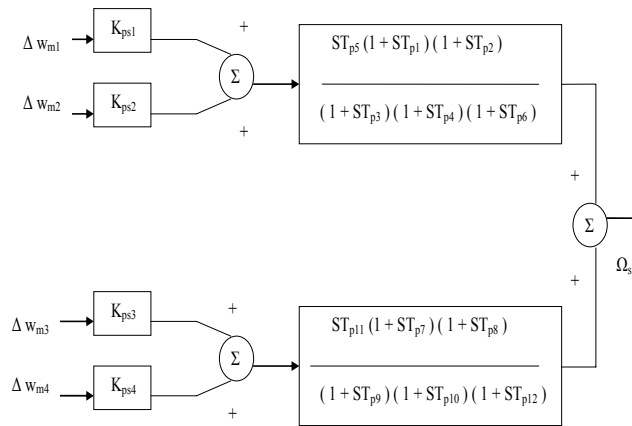 +
K_ps1
Δ w_m1
ST_p5 ( 1 + ST_p1 ) ( 1 + ST_p2 )
Σ
K_ps2
Δ w_m2
( 1 + ST_p3 ) ( 1 + ST_p4 ) ( 1 + ST_p6 )
+
+
Σ
Ω_s
+
K_ps3
Δ w_m3
+
ST_p11 ( 1 + ST_p7 ) ( 1 + ST_p8 )
Σ
K_ps4
Δ w_m4
( 1 + ST_p9 ) ( 1 + ST_p10 ) ( 1 + ST_p12 )
+